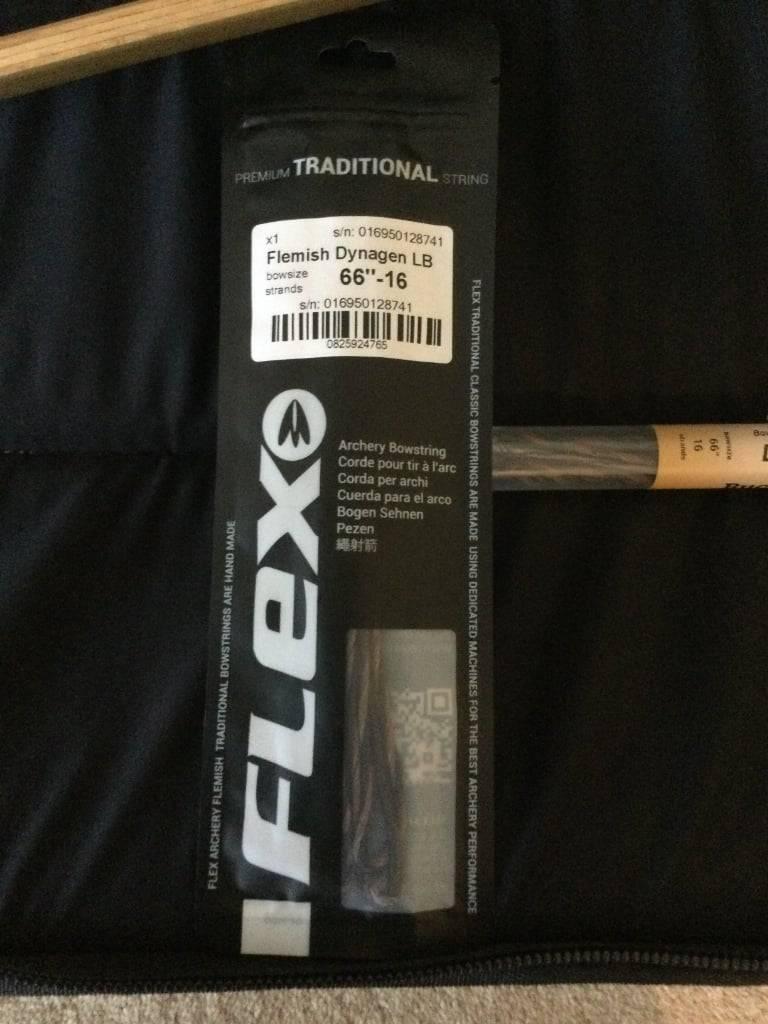 PREMIUM TRADITIONAL STRING
x1 s/n: 016950128741
Flemish Dynagen LB
bowsize 66"-16
strands
s/n: 016950128741
0825924765
FLEX
Archery Bowstring
Corde pour tir à l'arc
Corda per archi
Cuerda para el arco
Bogen Sehnen
Pezen
繩射箭
FLEX ARCHERY FLEMISH TRADITIONAL BOWSTRINGS ARE HAND MADE
FLEX TRADITIONAL CLASSIC BOWSTRINGS ARE MADE USING DEDICATED MACHINES FOR THE BEST ARCHERY PERFORMANCE
bowsize 66"
strands 16